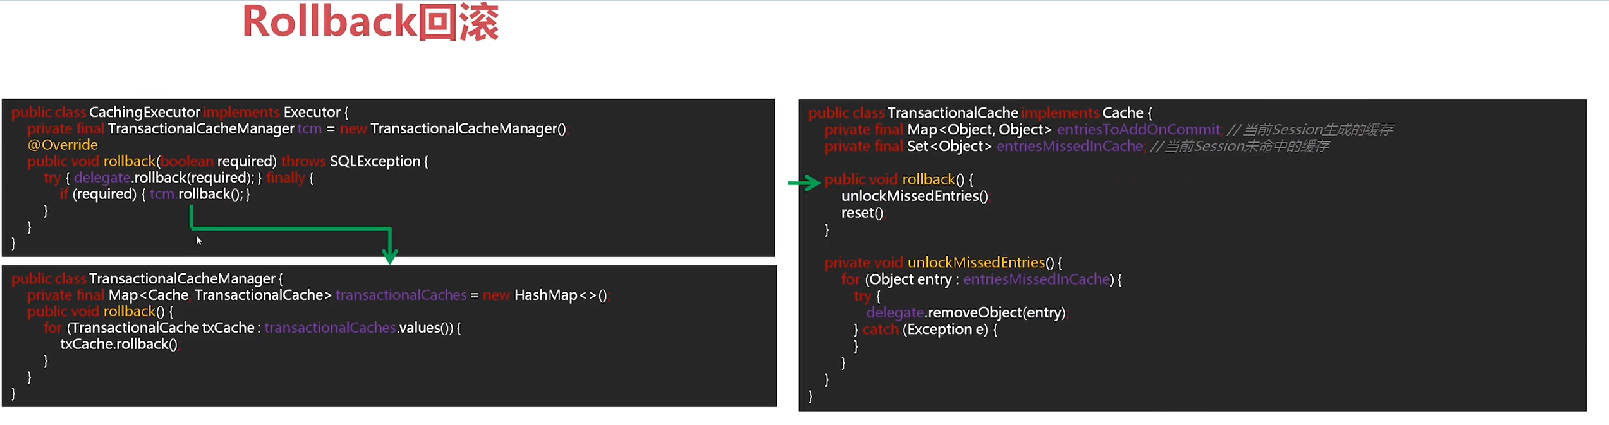 Rollback回滚
public class CachingExecutor implements Executor {
private final TransactionalCacheManager tcm = new TransactionalCacheManager();
@Override
public void rollback(boolean required) throws SQLException {
try { delegate.rollback(required); } finally {
if (required) { tcm.rollback(); }
}
}
}
public class TransactionalCacheManager {
private final Map<Cache, TransactionalCache> transactionalCaches = new HashMap<>();
public void rollback() {
for (TransactionalCache txCache : transactionalCaches.values()) {
txCache.rollback();
}
}
}
public class TransactionalCache implements Cache {
private final Map<Object, Object> entriesToAddOnCommit; // 当前Session生成的缓存
private final Set<Object> entriesMissedInCache; // 当前Session未命中的缓存
public void rollback() {
unlockMissedEntries();
reset();
}
private void unlockMissedEntries() {
for (Object entry : entriesMissedInCache) {
try {
delegate.removeObject(entry);
} catch (Exception e) {
}
}
}
}